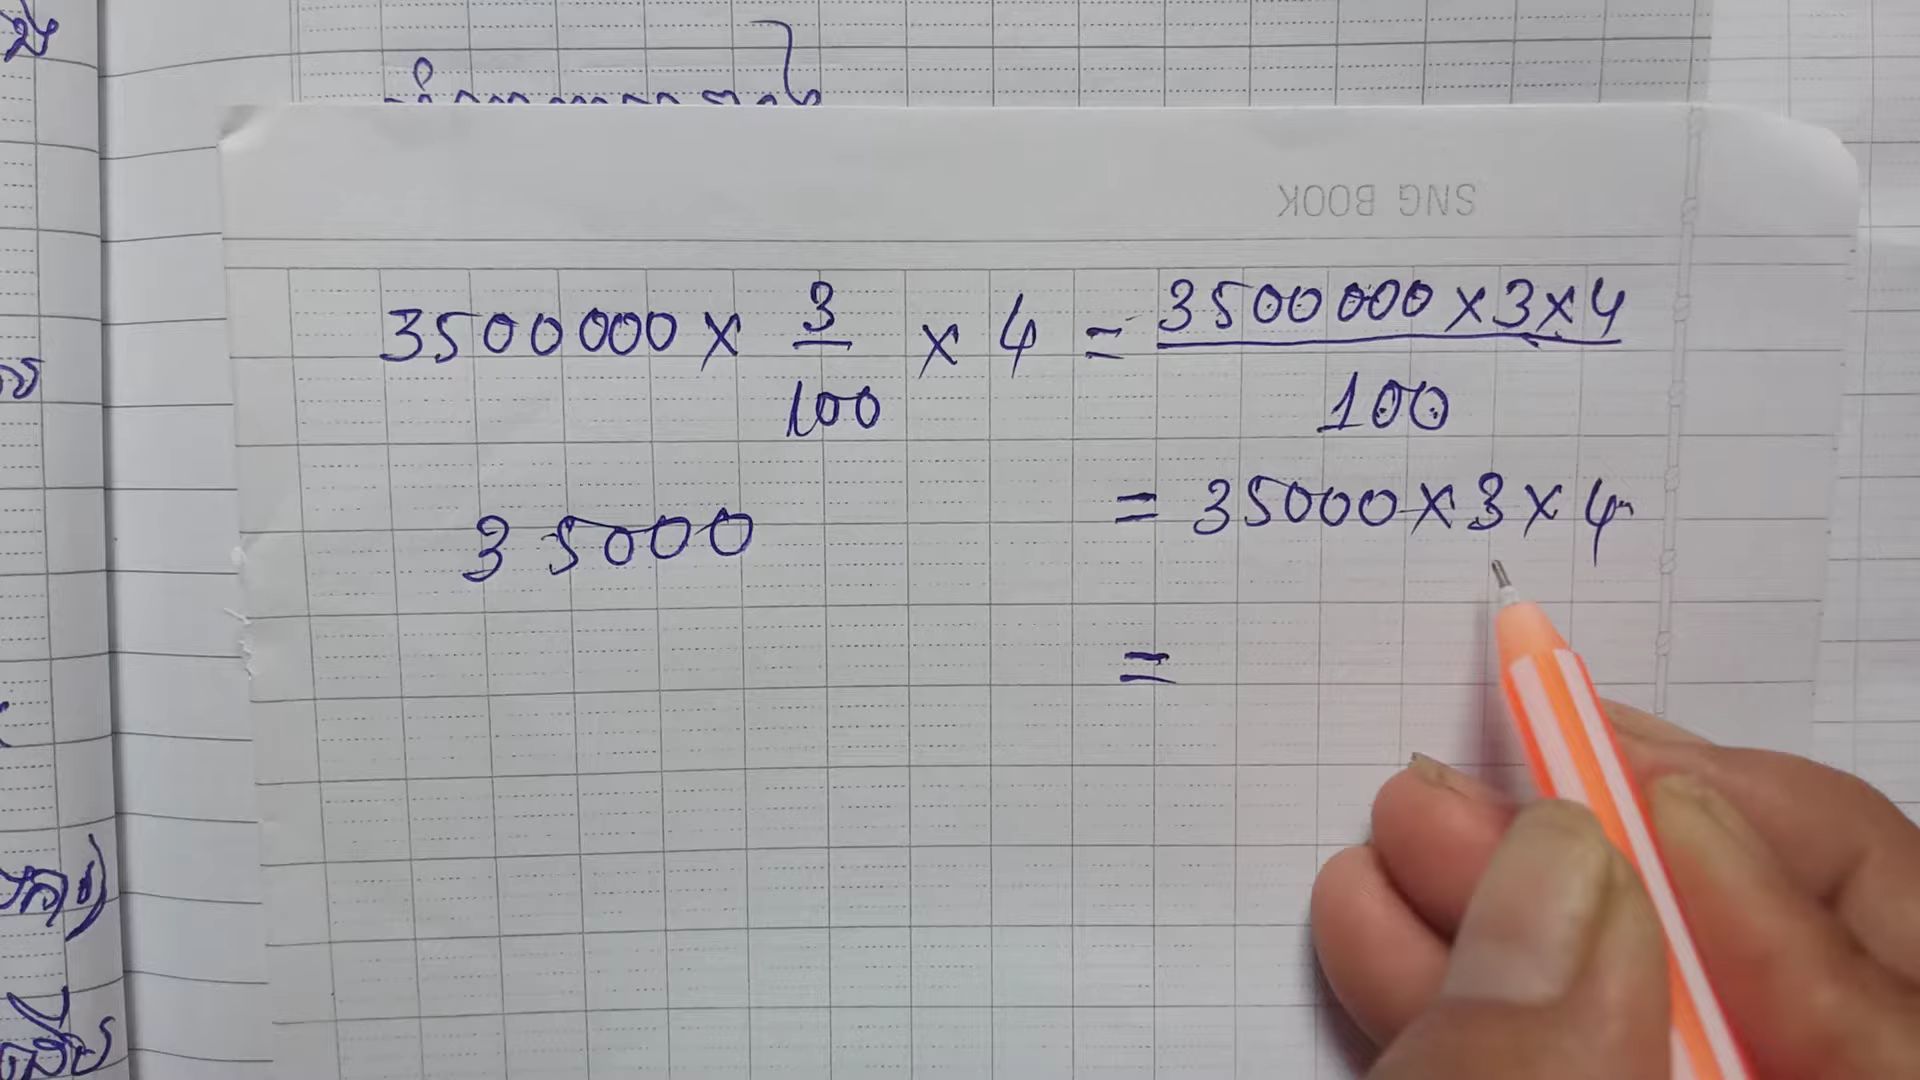 SNG BOOK
3500000 × 3/100 × 4 = 3500000 × 3 × 4 / 100
= 35000 × 3 × 4
35000
=